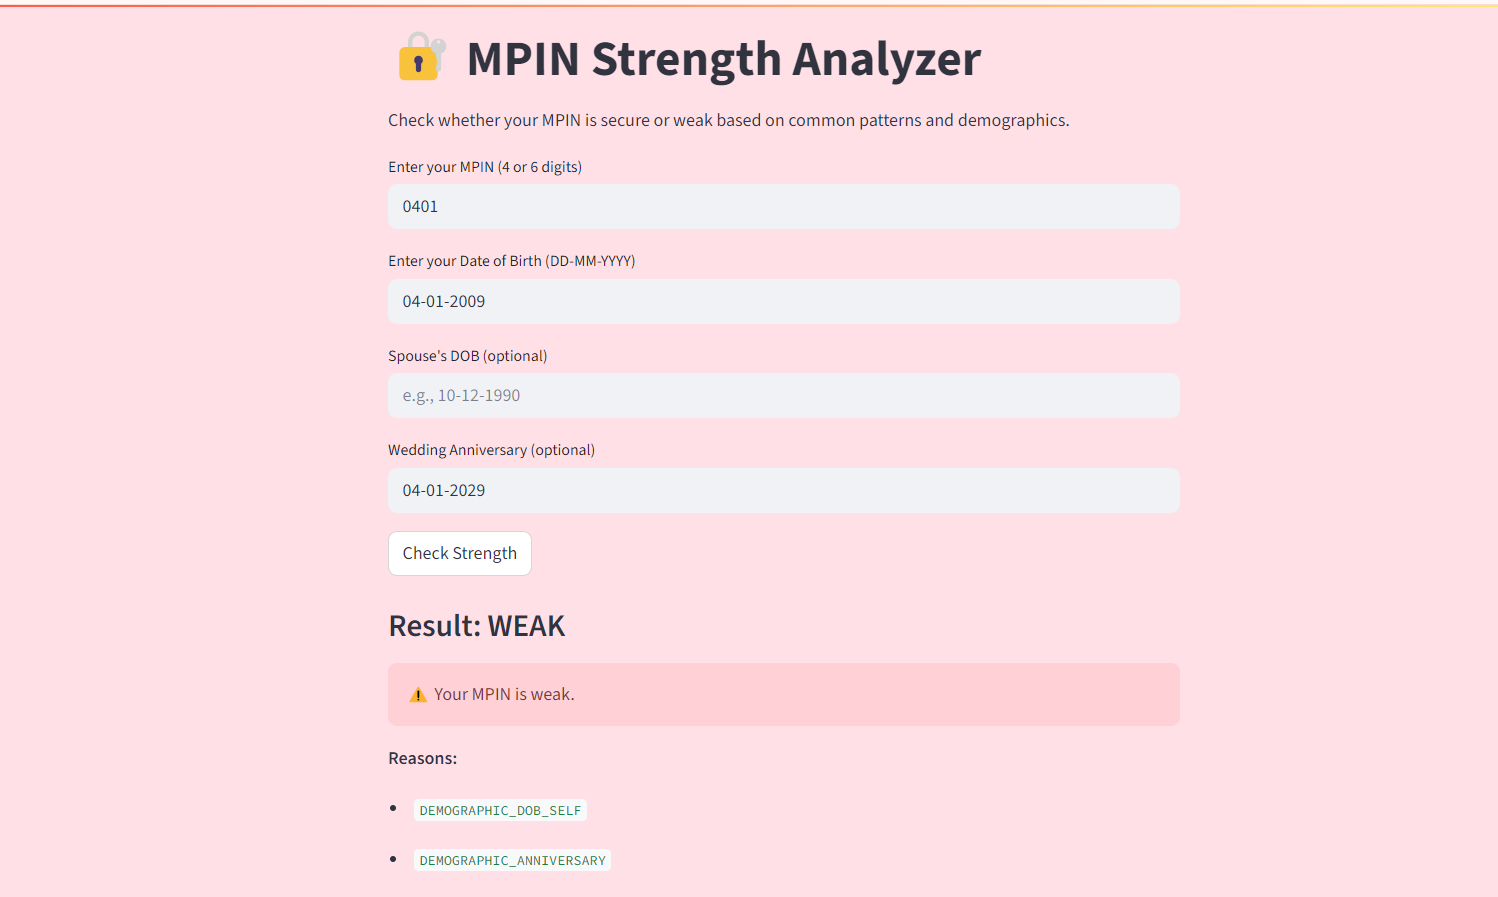 MPIN Strength Analyzer
Check whether your MPIN is secure or weak based on common patterns and demographics.
Enter your MPIN (4 or 6 digits)
0401
Enter your Date of Birth (DD-MM-YYYY)
04-01-2009
Spouse's DOB (optional)
e.g., 10-12-1990
Wedding Anniversary (optional)
04-01-2029
Check Strength
Result: WEAK
Your MPIN is weak.
Reasons:
DEMOGRAPHIC_DOB_SELF
DEMOGRAPHIC_ANNIVERSARY